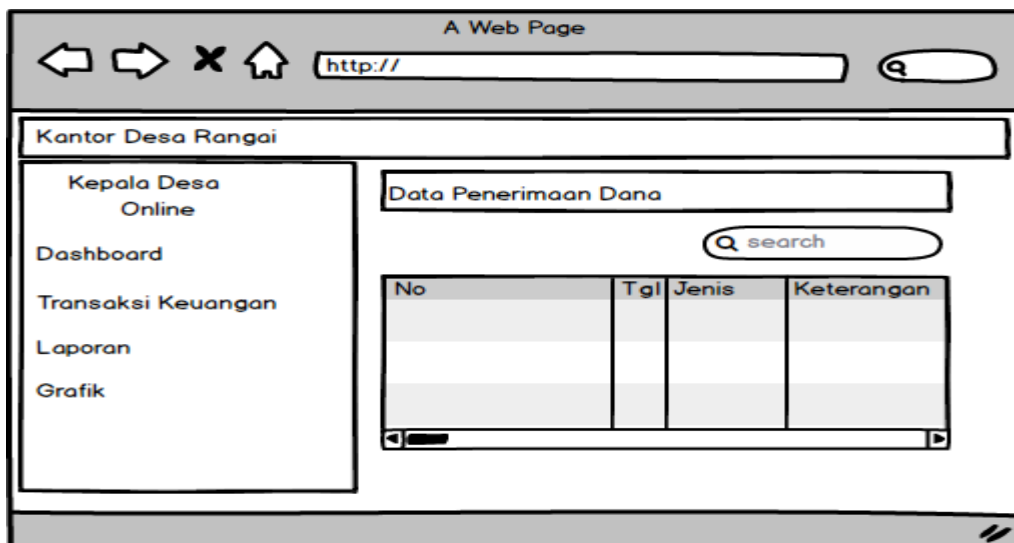 A Web Page
http://
Kantor Desa Rangai
Kepala Desa
Online
Dashboard
Transaksi Keuangan
Laporan
Grafik
Data Penerimaan Dana
search
No Tgl Jenis Keterangan